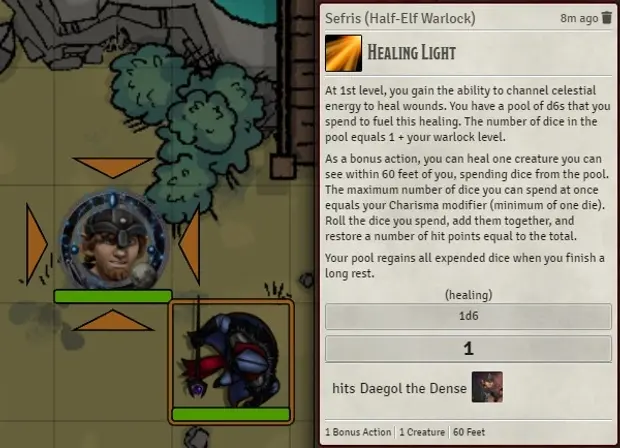 Sefris (Half-Elf Warlock) 8m ago
HEALING LIGHT
At 1st level, you gain the ability to channel celestial
energy to heal wounds. You have a pool of d6s that you
spend to fuel this healing. The number of dice in the
pool equals 1 + your warlock level.
As a bonus action, you can heal one creature you can
see within 60 feet of you, spending dice from the pool.
The maximum number of dice you can spend at once
equals your Charisma modifier (minimum of one die).
Roll the dice you spend, add them together, and
restore a number of hit points equal to the total.
Your pool regains all expended dice when you finish a
long rest.
(healing)
1d6
1
hits Daegol the Dense
1 Bonus Action 1 Creature 60 Feet